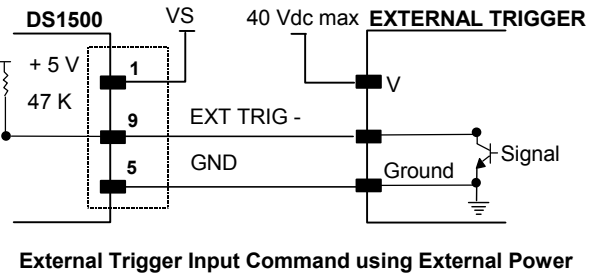 DS1500
VS
40 Vdc max
EXTERNAL TRIGGER
+ 5 V
1
V
47 K
9
EXT TRIG -
Signal
5
GND
Ground
External Trigger Input Command using External Power